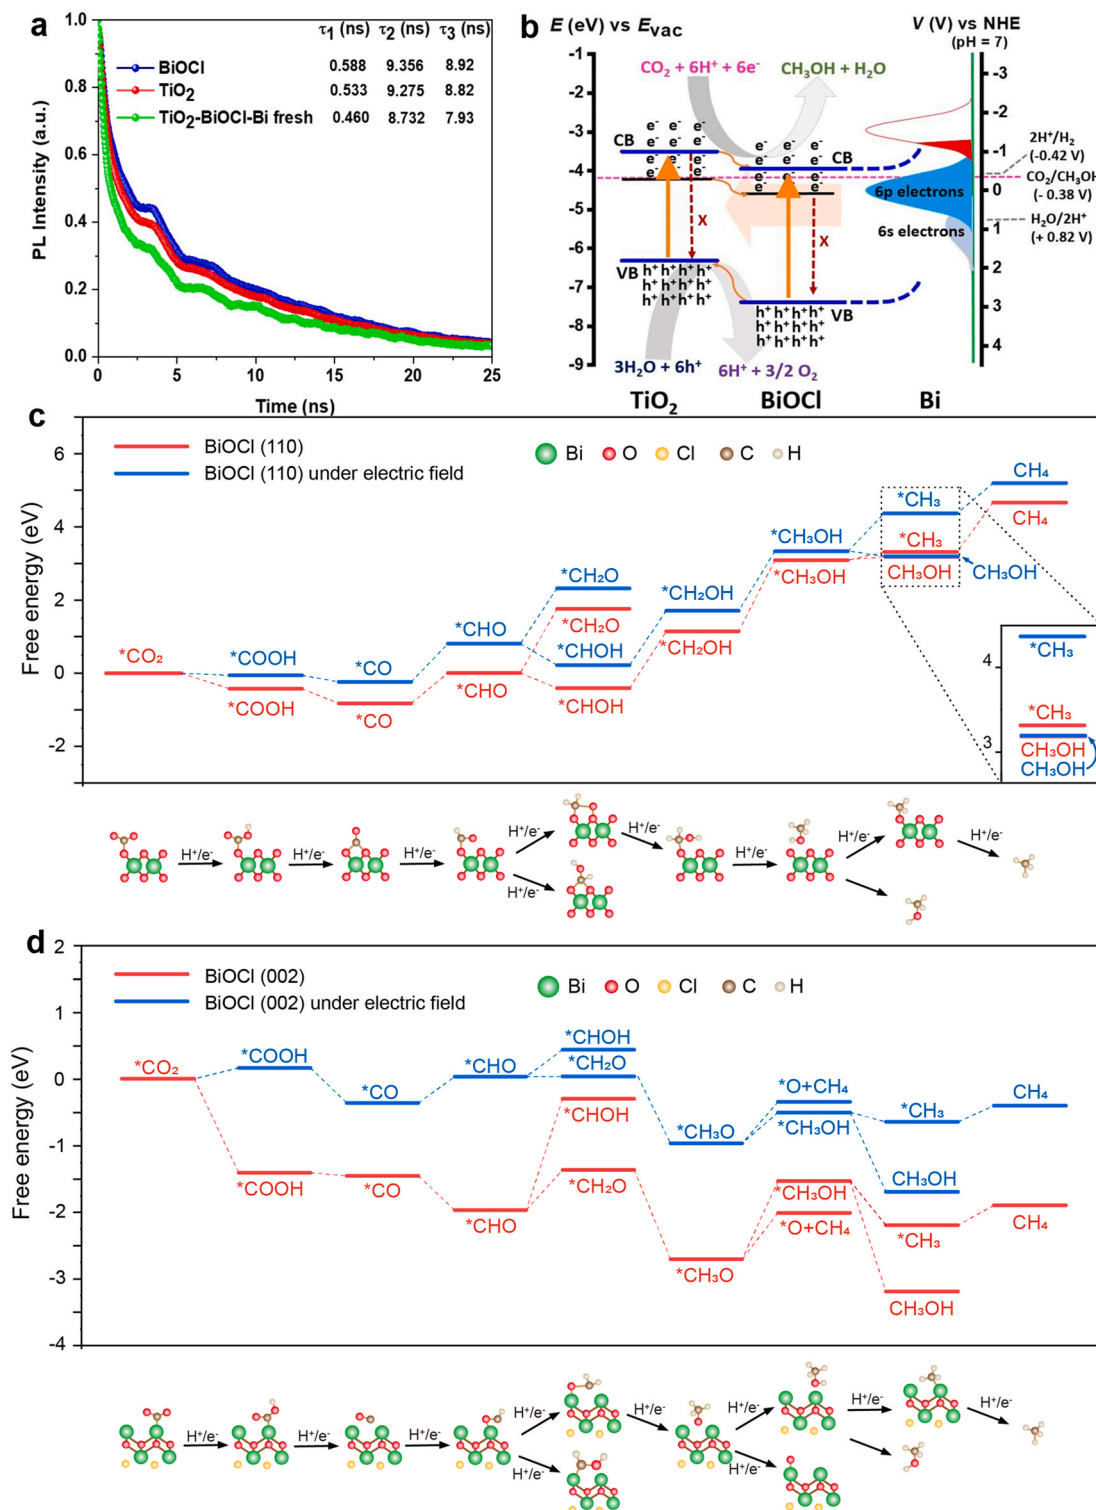 a
PL Intensity (a.u.)
1.0
0.8
0.6
0.4
0.2
0.0
0
5
10
15
20
25
Time (ns)
τ1 (ns) τ2 (ns) τ3 (ns)
BiOCl 0.588 9.356 8.92
TiO₂ 0.533 9.275 8.82
TiO₂-BiOCl-Bi fresh 0.460 8.732 7.93
b
E (eV) vs Evac
V (V) vs NHE
(pH = 7)
-1
-2
-3
-4
-5
-6
-7
-8
-9
CO₂ + 6H⁺ + 6e⁻
CH₃OH + H₂O
e⁻ e⁻ e⁻
e⁻ e⁻ e⁻
CB
CB
e⁻ e⁻ e⁻
X
X
VB
VB
h⁺ h⁺ h⁺ h⁺
h⁺ h⁺ h⁺ h⁺
h⁺ h⁺ h⁺ h⁺
h⁺ h⁺ h⁺ h⁺
h⁺ h⁺ h⁺ h⁺
h⁺ h⁺ h⁺ h⁺
3H₂O + 6h⁺
6H⁺ + 3/2 O₂
6p electrons
6s electrons
-3
-2
-1
0
1
2
3
4
2H⁺/H₂
(-0.42 V)
CO₂/CH₃OH
(- 0.38 V)
H₂O/2H⁺
(+ 0.82 V)
TiO₂ BiOCl Bi
c
Free energy (eV)
6
4
2
0
-2
BiOCl (110)
BiOCl (110) under electric field
Bi O Cl C H
*CO₂
*COOH
*COOH
*CO
*CO
*CHO
*CHO
*CH₂O
*CH₂O
*CHOH
*CHOH
*CH₂OH
*CH₂OH
*CH₃OH
*CH₃OH
*CH₃
*CH₃
CH₃OH
CH₃OH
CH₄
CH₄
4
3
*CH₃
*CH₃
CH₃OH
CH₃OH
H⁺/e⁻
H⁺/e⁻
H⁺/e⁻
H⁺/e⁻
H⁺/e⁻
H⁺/e⁻
H⁺/e⁻
H⁺/e⁻
H⁺/e⁻
d
Free energy (eV)
2
1
0
-1
-2
-3
-4
BiOCl (002)
BiOCl (002) under electric field
Bi O Cl C H
*CO₂
*COOH
*COOH
*CO
*CO
*CHO
*CHO
*CHOH
*CH₂O
*CHOH
*CH₂O
*CH₃O
*CH₃O
*O+CH₄
*CH₃OH
*CH₃OH
*O+CH₄
*CH₃
CH₃OH
*CH₃
CH₃OH
CH₄
CH₄
H⁺/e⁻
H⁺/e⁻
H⁺/e⁻
H⁺/e⁻
H⁺/e⁻
H⁺/e⁻
H⁺/e⁻
H⁺/e⁻
H⁺/e⁻
H⁺/e⁻